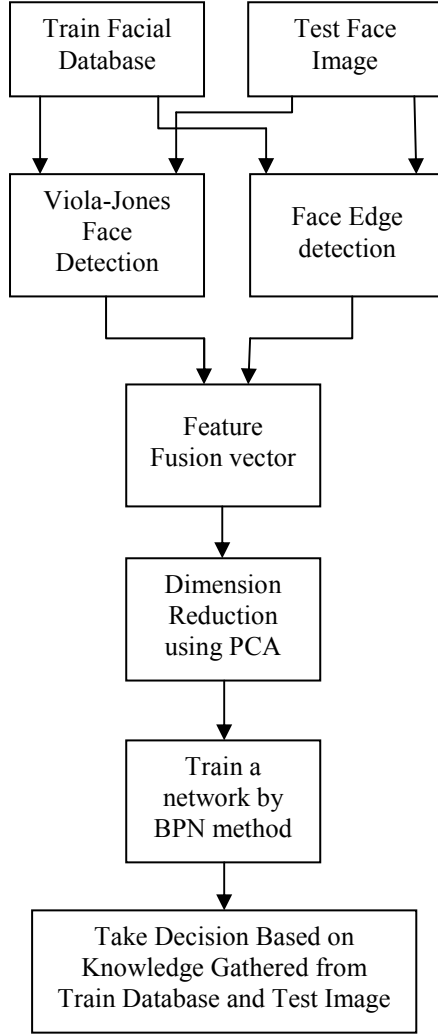 Train Facial
Database
Test Face
Image
Viola-Jones
Face
Detection
Face Edge
detection
Feature
Fusion vector
Dimension
Reduction
using PCA
Train a
network by
BPN method
Take Decision Based on
Knowledge Gathered from
Train Database and Test Image